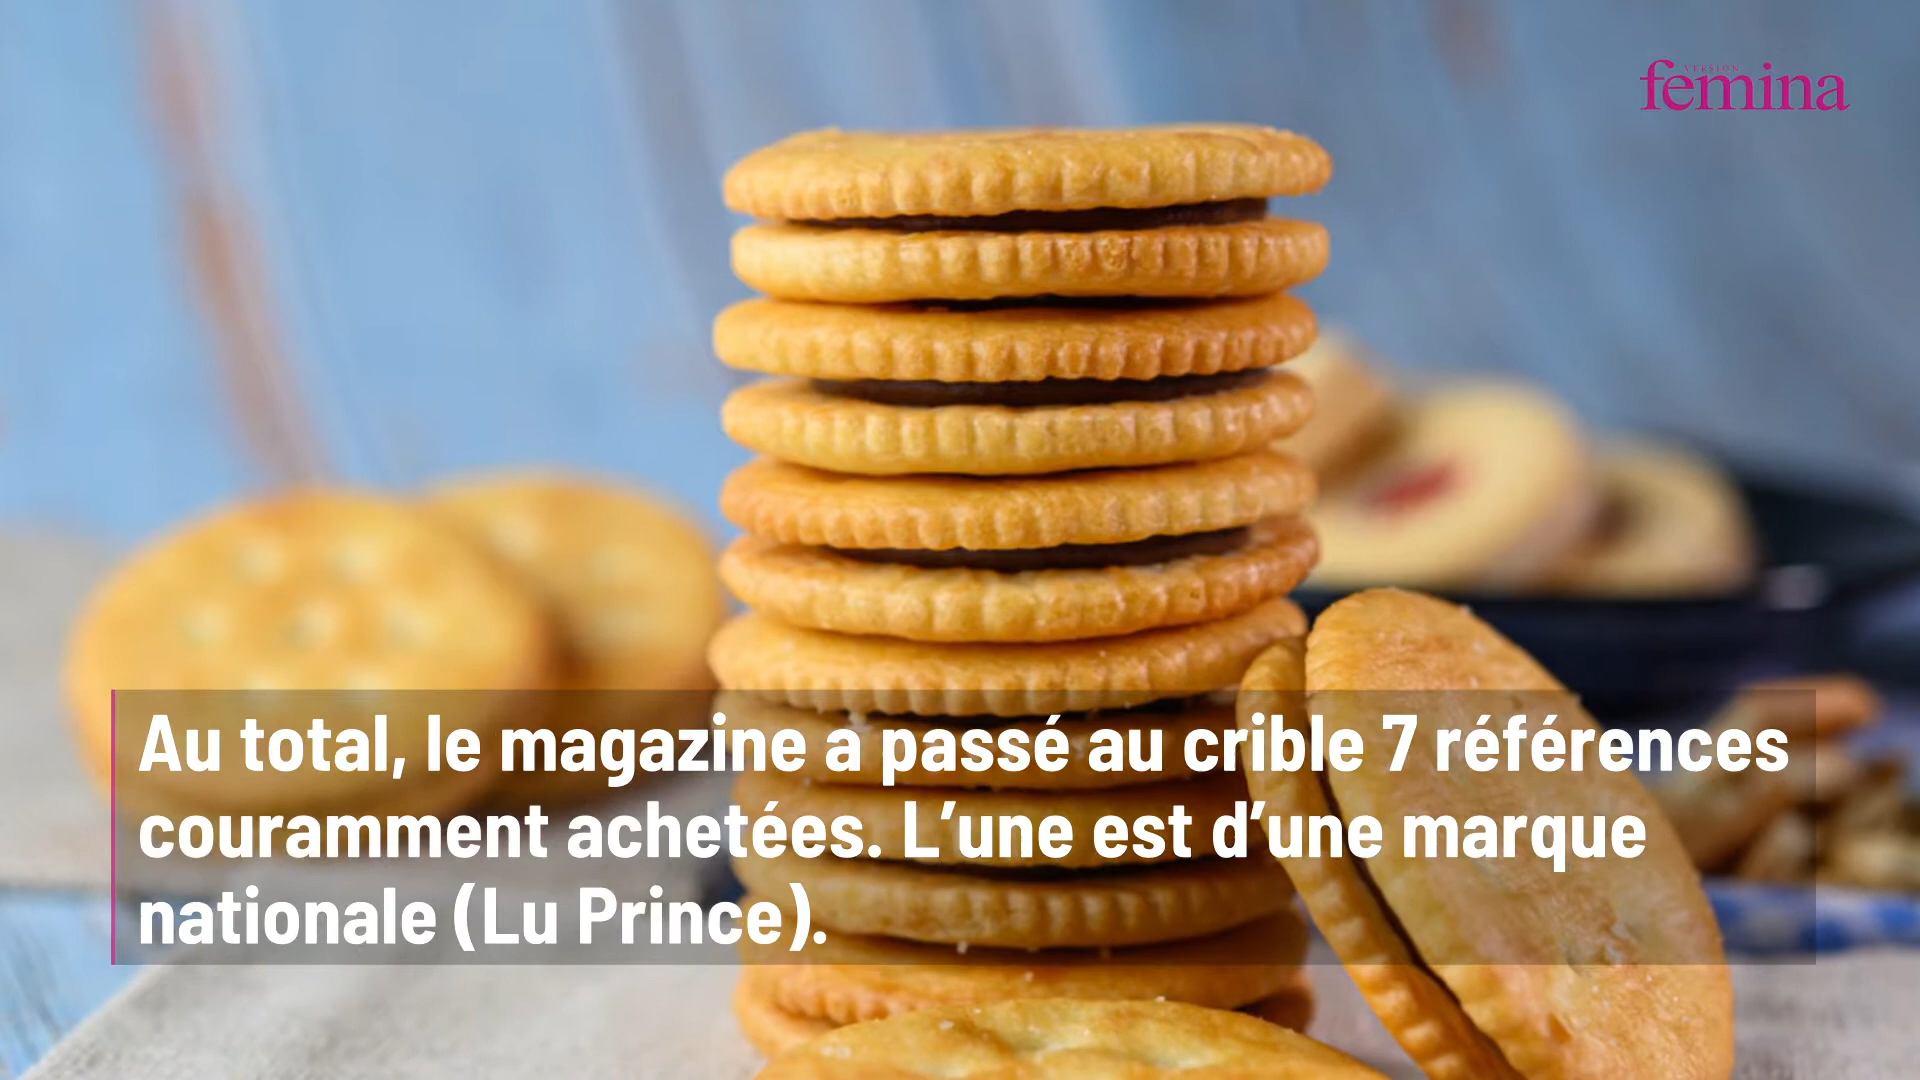 VERSION
femina
Au total, le magazine a passé au crible 7 références
couramment achetées. L’une est d’une marque
nationale (Lu Prince).